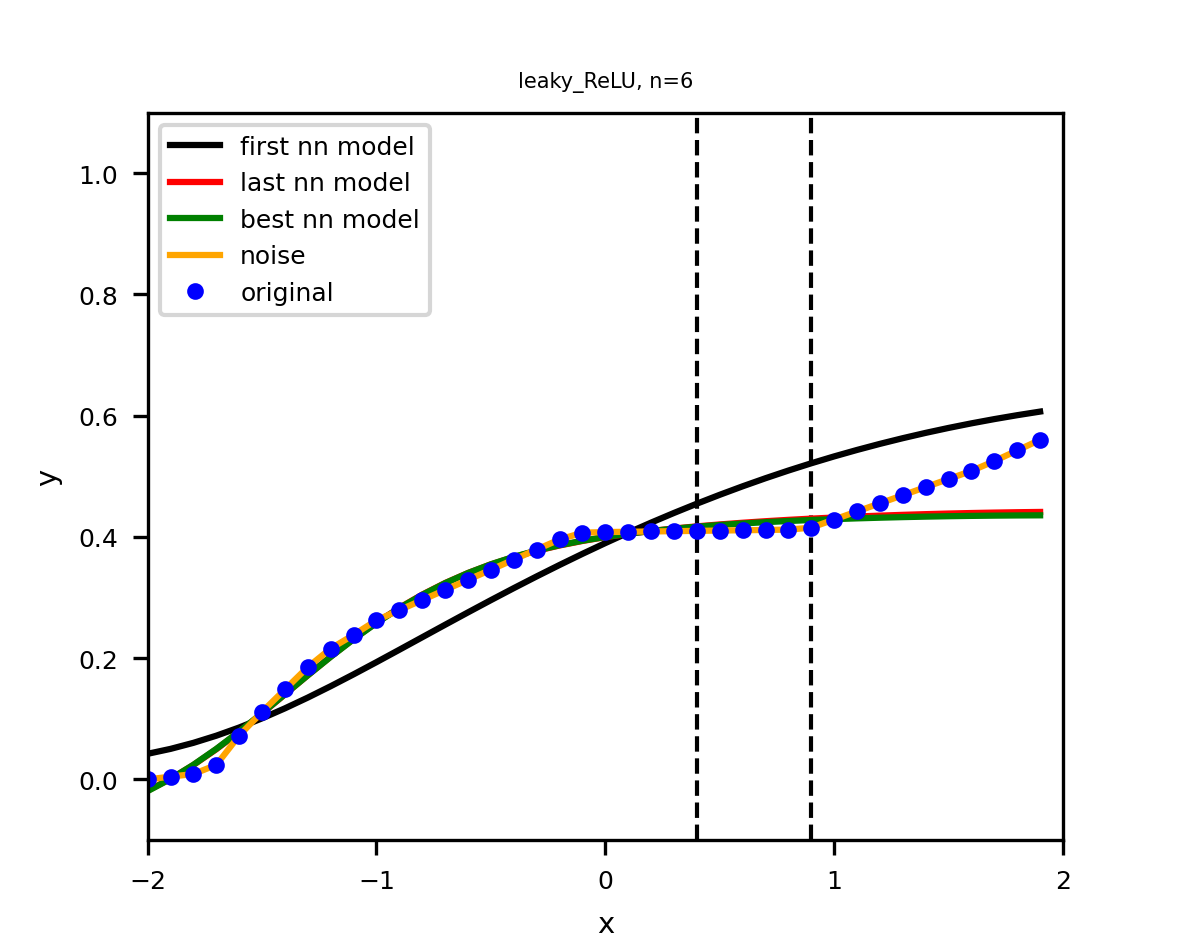 leaky_ReLU, n=6
first nn model
last nn model
best nn model
noise
original
1.0
0.8
0.6
0.4
0.2
0.0
y
−2
−1
0
1
2
x